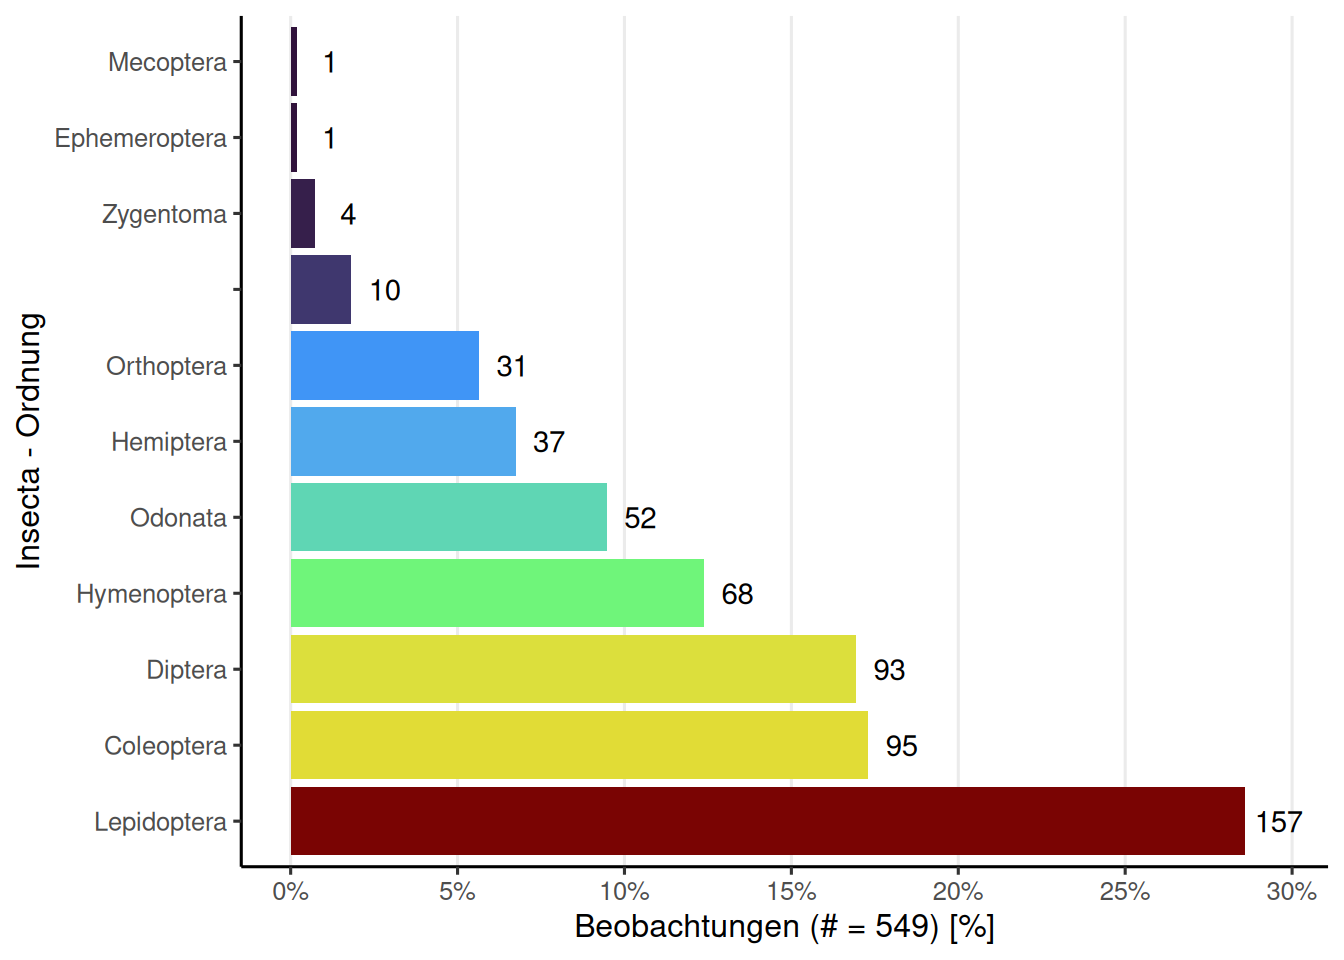 Mecoptera 1
Ephemeroptera 1
Zygentoma 4
10
Orthoptera 31
Hemiptera 37
Odonata 52
Hymenoptera 68
Diptera 93
Coleoptera 95
Lepidoptera 157
Insecta - Ordnung
0% 5% 10% 15% 20% 25% 30%
Beobachtungen (# = 549) [%]